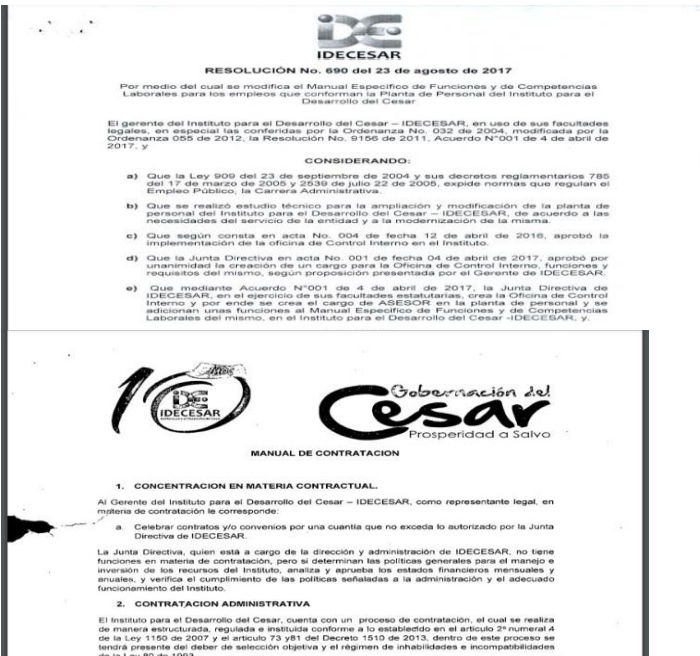 IDECESAR
RESOLUCIÓN No. 690 del 23 de agosto de 2017
Por medio del cual se modifica el Manual Específico de Funciones y de Competencias
Laborales para los empleos que conforman la Planta de Personal del Instituto para el
Desarrollo del Cesar
El gerente del Instituto para el Desarrollo del Cesar – IDECESAR, en uso de sus facultades
legales, en especial las conferidas por la Ordenanza No. 032 de 2004, modificada por la
Ordenanza 055 de 2012, la Resolución No. 9156 de 2011, Acuerdo N°001 de 4 de abril de
2017, y
CONSIDERANDO:
a) Que la Ley 909 del 23 de septiembre de 2004 y sus decretos reglamentarios 785
del 17 de marzo de 2005 y 2539 de julio 22 de 2005, expide normas que regulan el
Empleo Público, la Carrera Administrativa.
b) Que se realizó estudio técnico para la ampliación y modificación de la planta de
personal del Instituto para el Desarrollo del Cesar – IDECESAR, de acuerdo a las
necesidades del servicio de la entidad y a la modernización de la misma.
c) Que según consta en acta No. 004 de fecha 12 de abril de 2016, aprobó la
implementación de la oficina de Control Interno en el Instituto.
d) Que la Junta Directiva en acta No. 001 de fecha 04 de abril de 2017, aprobó por
unanimidad la creación de un cargo para la Oficina de Control Interno, funciones y
requisitos del mismo, según proposición presentada por el Gerente de IDECESAR.
e) Que mediante Acuerdo N°001 de 4 de abril de 2017, la Junta Directiva de
IDECESAR, en el ejercicio de sus facultades estatutarias, crea la Oficina de Control
Interno y por ende se crea el cargo de ASESOR en la planta de personal y se
adicionan unas funciones al Manual Específico de Funciones y de Competencias
Laborales del mismo, en el Instituto para el Desarrollo del Cesar -IDECESAR, y.
10
IDECESAR
Gobernación del
Cesar
Prosperidad a Salvo
MANUAL DE CONTRATACION
1. CONCENTRACION EN MATERIA CONTRACTUAL.
Al Gerente del Instituto para el Desarrollo del Cesar – IDECESAR, como representante legal, en
materia de contratación le corresponde:
a. Celebrar contratos y/o convenios por una cuantía que no exceda lo autorizado por la Junta
Directiva de IDECESAR.
La Junta Directiva, quien está a cargo de la dirección y administración de IDECESAR, no tiene
funciones en materia de contratación, pero si determinan las políticas generales para el manejo e
inversión de los recursos del Instituto, analiza y aprueba los estados financieros mensuales y
anuales, y verifica el cumplimiento de las políticas señaladas a la administración y el adecuado
funcionamiento del Instituto.
2. CONTRATACION ADMINISTRATIVA
El Instituto para el Desarrollo del Cesar, cuenta con un proceso de contratación, el cual se realiza
de manera estructurada, regulada e instituida conforme a lo establecido en el articulo 2º numeral 4
de la Ley 1150 de 2007 y el articulo 73 y81 del Decreto 1510 de 2013, dentro de este proceso se
tendrá presente del deber de selección objetiva y el régimen de inhabilidades e incompatibilidades
de la Ley 80 de 1993